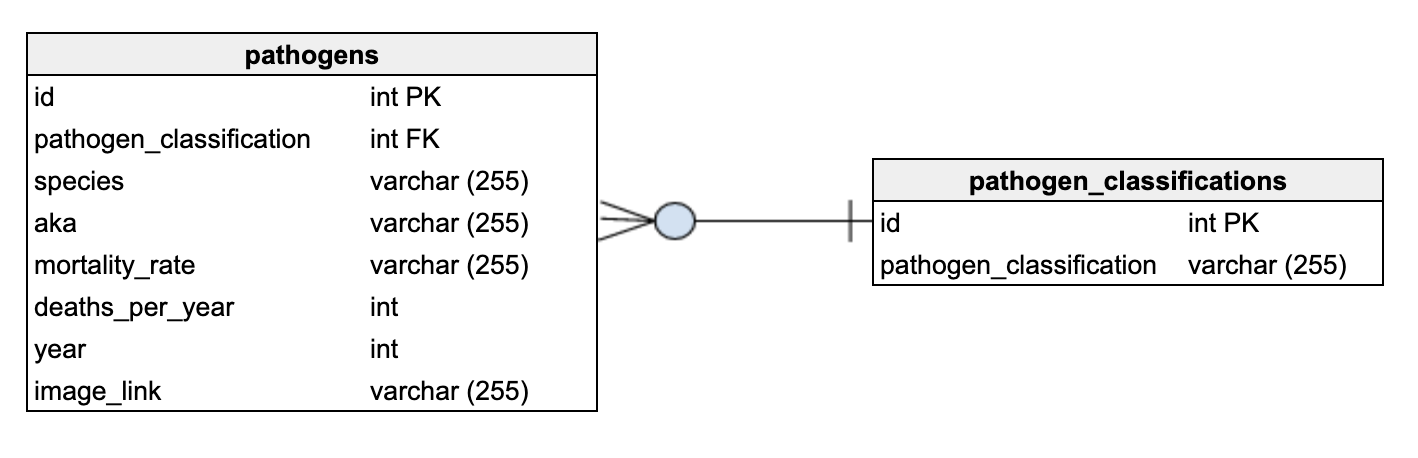 pathogens
id int PK
pathogen_classification int FK
species varchar (255)
aka varchar (255)
mortality_rate varchar (255)
deaths_per_year int
year int
image_link varchar (255)
pathogen_classifications
id int PK
pathogen_classification varchar (255)